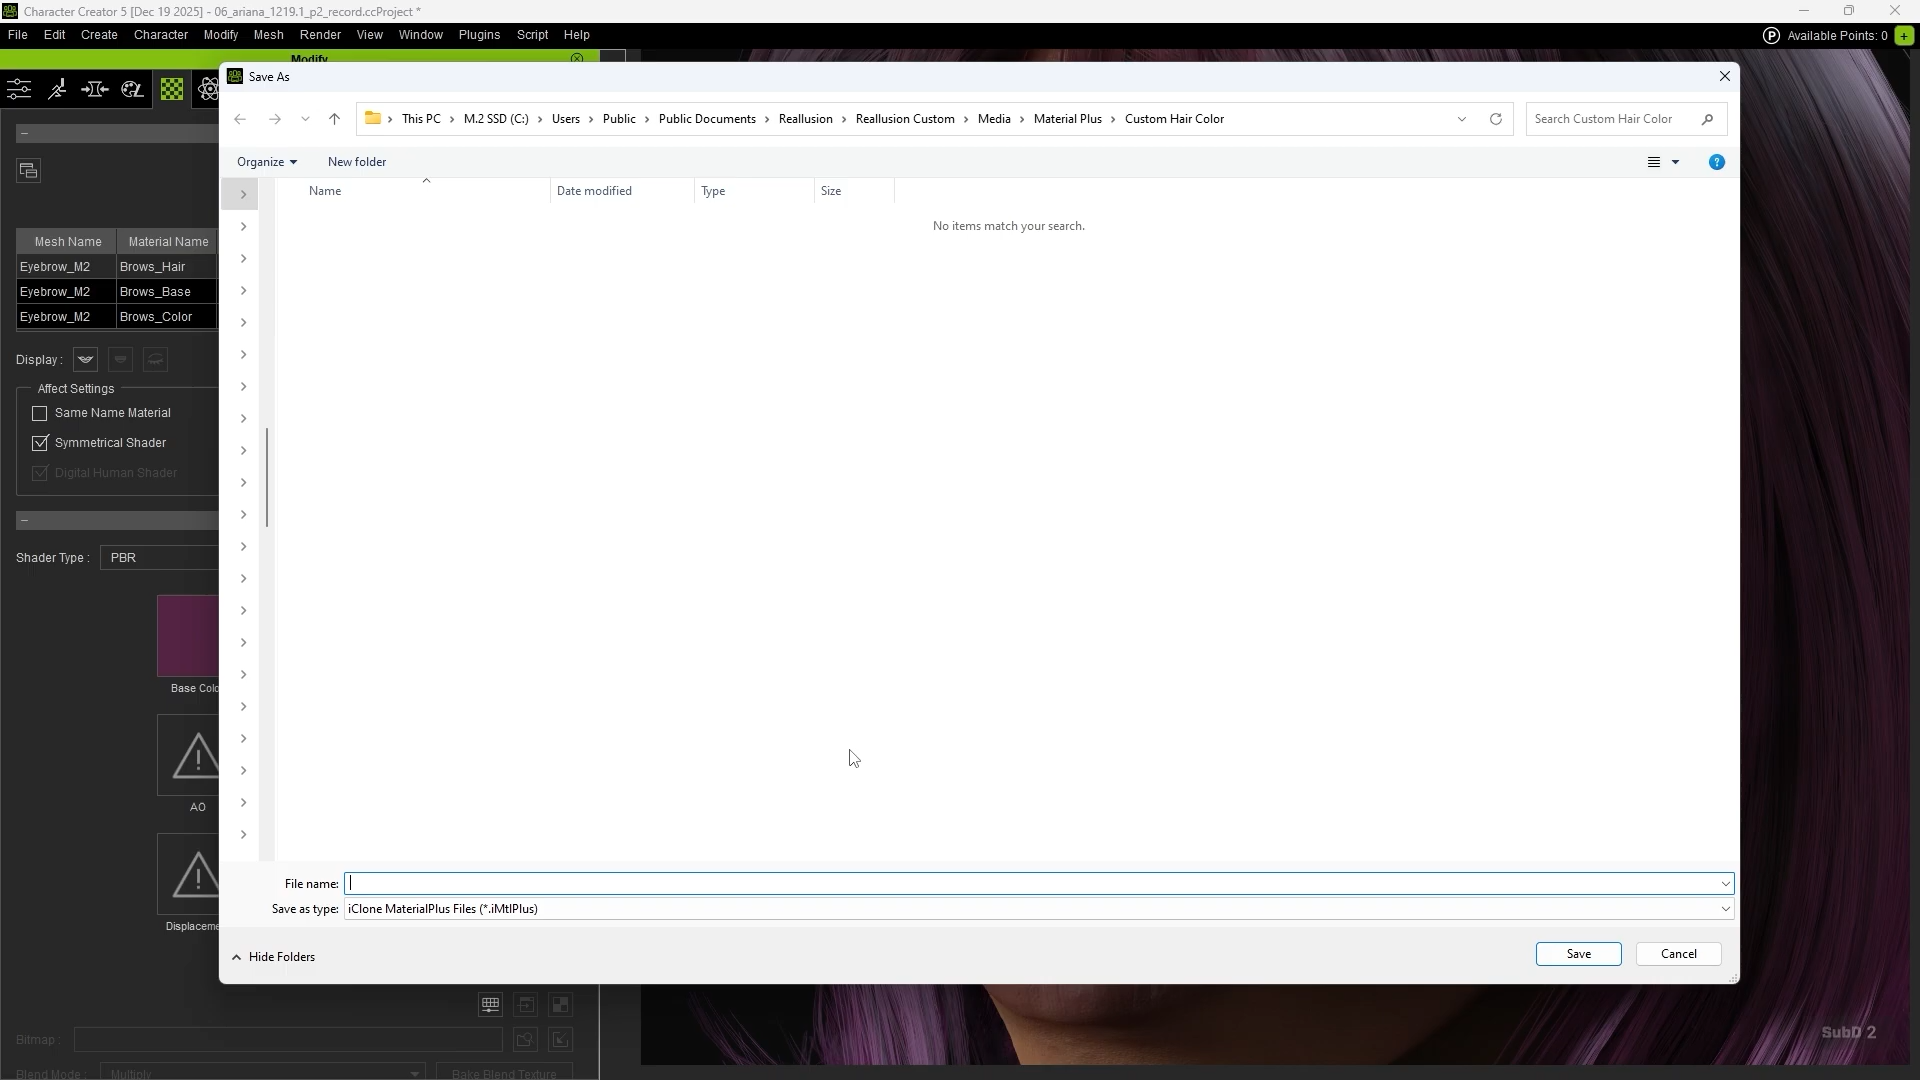 Character Creator 5 [Dec 19 2025] - 06_ariana_1219.1_p2_record.ccProject *
File Edit Create Character Modify Mesh Render View Window Plugins Script Help
Available Points: 0
Modify
Save As
This PC > M.2 SSD (C:) > Users > Public > Public Documents > Reallusion > Reallusion Custom > Media > Material Plus > Custom Hair Color
Search Custom Hair Color
Organize
New folder
Name
Date modified
Type
Size
No items match your search.
Mesh Name Material Name
Eyebrow_M2 Brows_Hair
Eyebrow_M2 Brows_Base
Eyebrow_M2 Brows_Color
Display :
Affect Settings
Same Name Material
Symmetrical Shader
Digital Human Shader
Shader Type : PBR
Base Colo
AO
Displaceme
File name:
Save as type: iClone MaterialPlus Files (*.iMtlPlus)
Hide Folders
Save
Cancel
Bitmap :
Blend Mode : Multiply
Bake Blend Texture
SubD 2